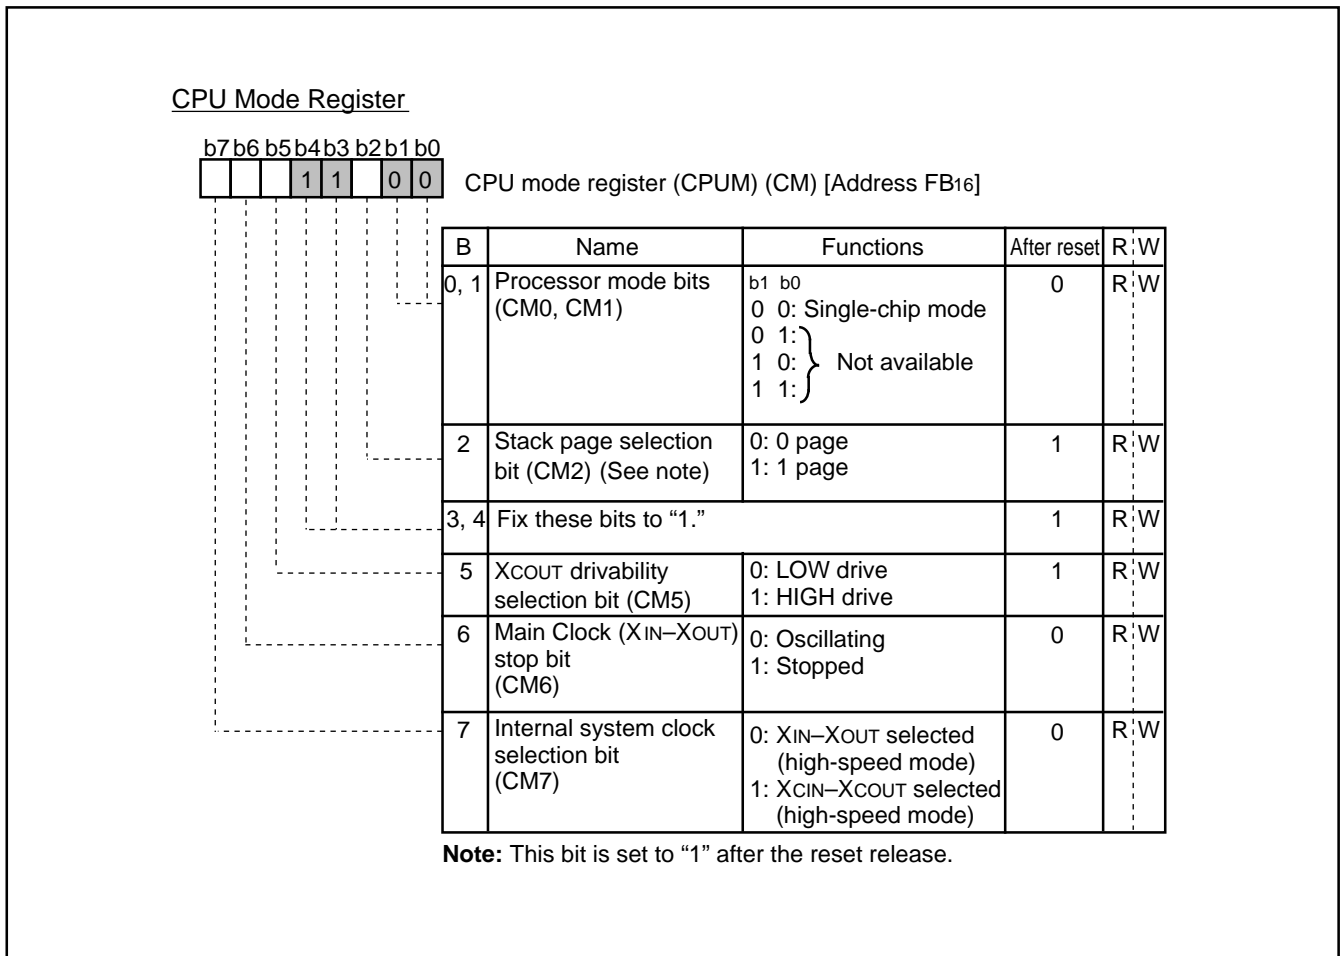 CPU Mode Register
b7 b6 b5 b4 b3 b2 b1 b0
1 1 0 0
CPU mode register (CPUM) (CM) [Address FB16]
B Name Functions After reset R W
0, 1 Processor mode bits b1 b0 0 R W
(CM0, CM1) 0 0: Single-chip mode
0 1:
1 0: Not available
1 1:
2 Stack page selection 0: 0 page 1 R W
bit (CM2) (See note) 1: 1 page
3, 4 Fix these bits to “1.” 1 R W
5 XCOUT drivability 0: LOW drive 1 R W
selection bit (CM5) 1: HIGH drive
6 Main Clock (XIN–XOUT) 0: Oscillating 0 R W
stop bit 1: Stopped
(CM6)
7 Internal system clock 0: XIN–XOUT selected 0 R W
selection bit (high-speed mode)
(CM7) 1: XCIN–XCOUT selected
(high-speed mode)
Note: This bit is set to “1” after the reset release.